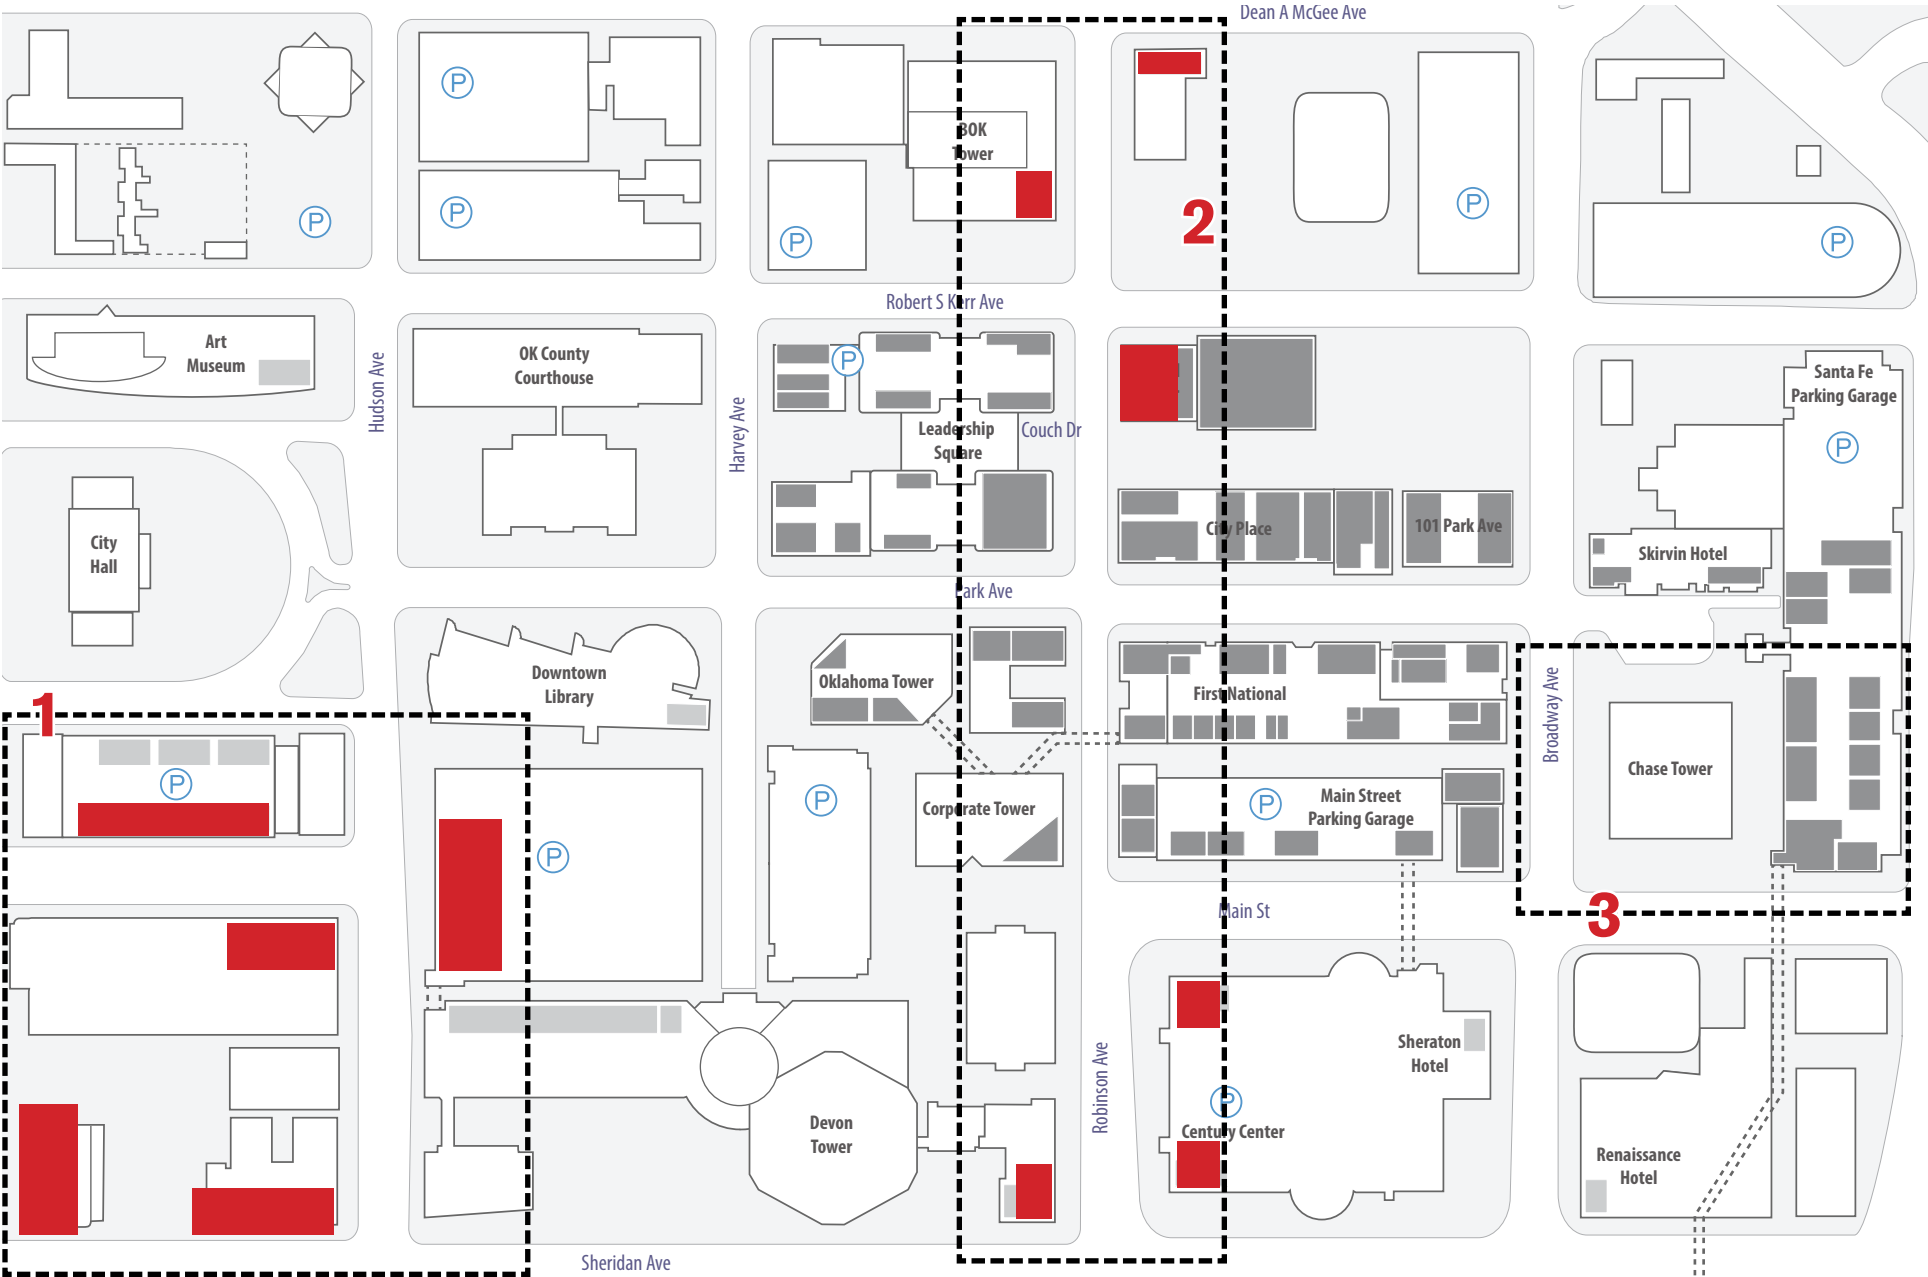 Dean A McGee Ave
P
P
BOK
Tower
P
P
P
2
P
P
Robert S Kerr Ave
Art
Museum
Hudson Ave
OK County
Courthouse
Harvey Ave
P
Leadership
Square
Couch Dr
Santa Fe
Parking Garage
P
City
Hall
City Place
101 Park Ave
Skirvin Hotel
Park Ave
Downtown
Library
Oklahoma Tower
First National
Broadway Ave
1
P
P
P
Corporate Tower
P
Main Street
Parking Garage
Chase Tower
Main St
3
Devon
Tower
Robinson Ave
P
Century Center
Sheraton
Hotel
Renaissance
Hotel
Sheridan Ave